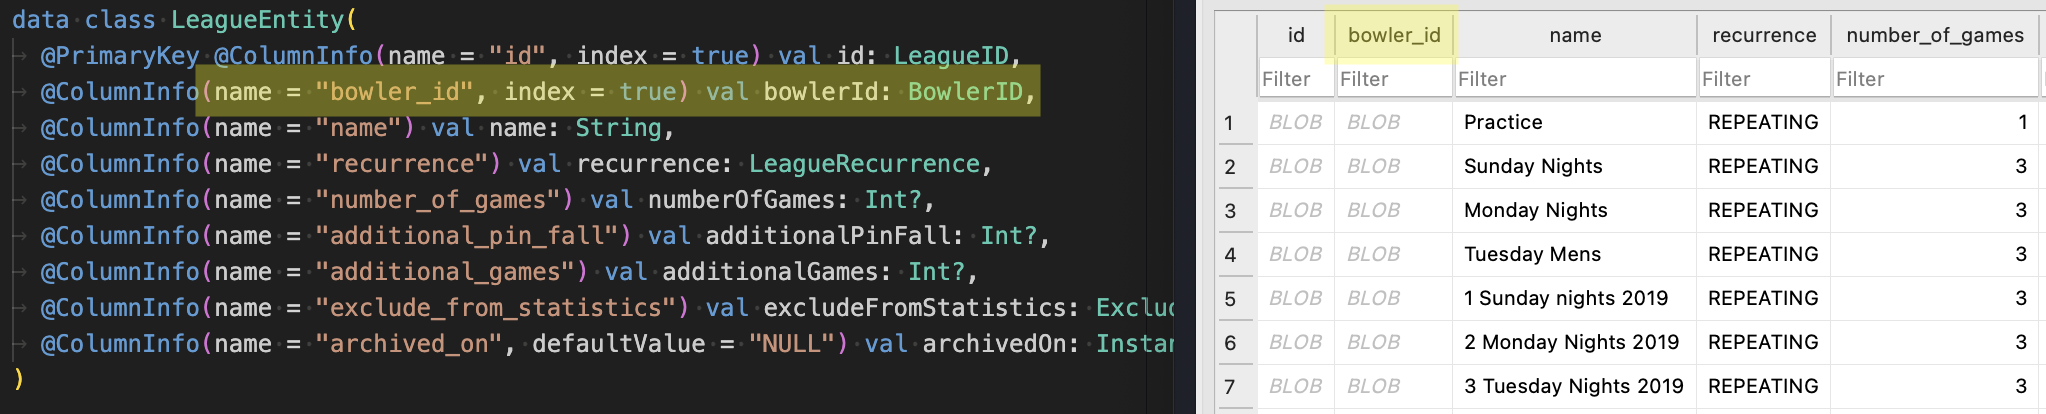 data class LeagueEntity(
@PrimaryKey @ColumnInfo(name = "id", index = true) val id: LeagueID,
@ColumnInfo(name = "bowler_id", index = true) val bowlerId: BowlerID,
@ColumnInfo(name = "name") val name: String,
@ColumnInfo(name = "recurrence") val recurrence: LeagueRecurrence,
@ColumnInfo(name = "number_of_games") val numberOfGames: Int?,
@ColumnInfo(name = "additional_pin_fall") val additionalPinFall: Int?,
@ColumnInfo(name = "additional_games") val additionalGames: Int?,
@ColumnInfo(name = "exclude_from_statistics") val excludeFromStatistics: Exclud
@ColumnInfo(name = "archived_on", defaultValue = "NULL") val archivedOn: Instan
)
id bowler_id name recurrence number_of_games
Filter Filter Filter Filter Filter
1 BLOB BLOB Practice REPEATING 1
2 BLOB BLOB Sunday Nights REPEATING 3
3 BLOB BLOB Monday Nights REPEATING 3
4 BLOB BLOB Tuesday Mens REPEATING 3
5 BLOB BLOB 1 Sunday nights 2019 REPEATING 3
6 BLOB BLOB 2 Monday Nights 2019 REPEATING 3
7 BLOB BLOB 3 Tuesday Nights 2019 REPEATING 3